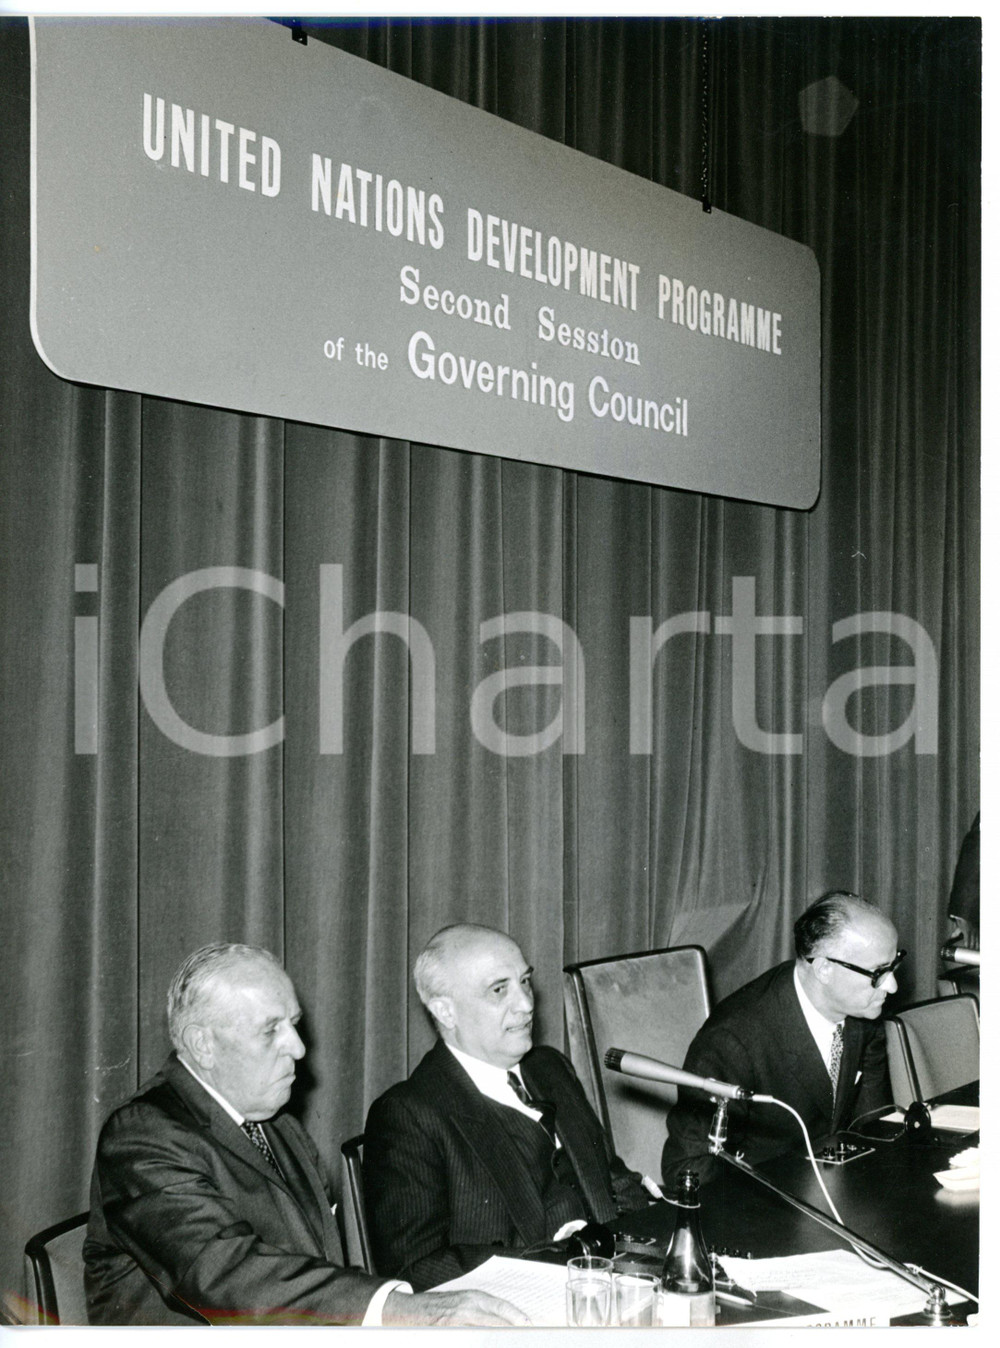 UNITED NATIONS DEVELOPMENT PROGRAMME
Second Session
of the Governing Council
iCharta